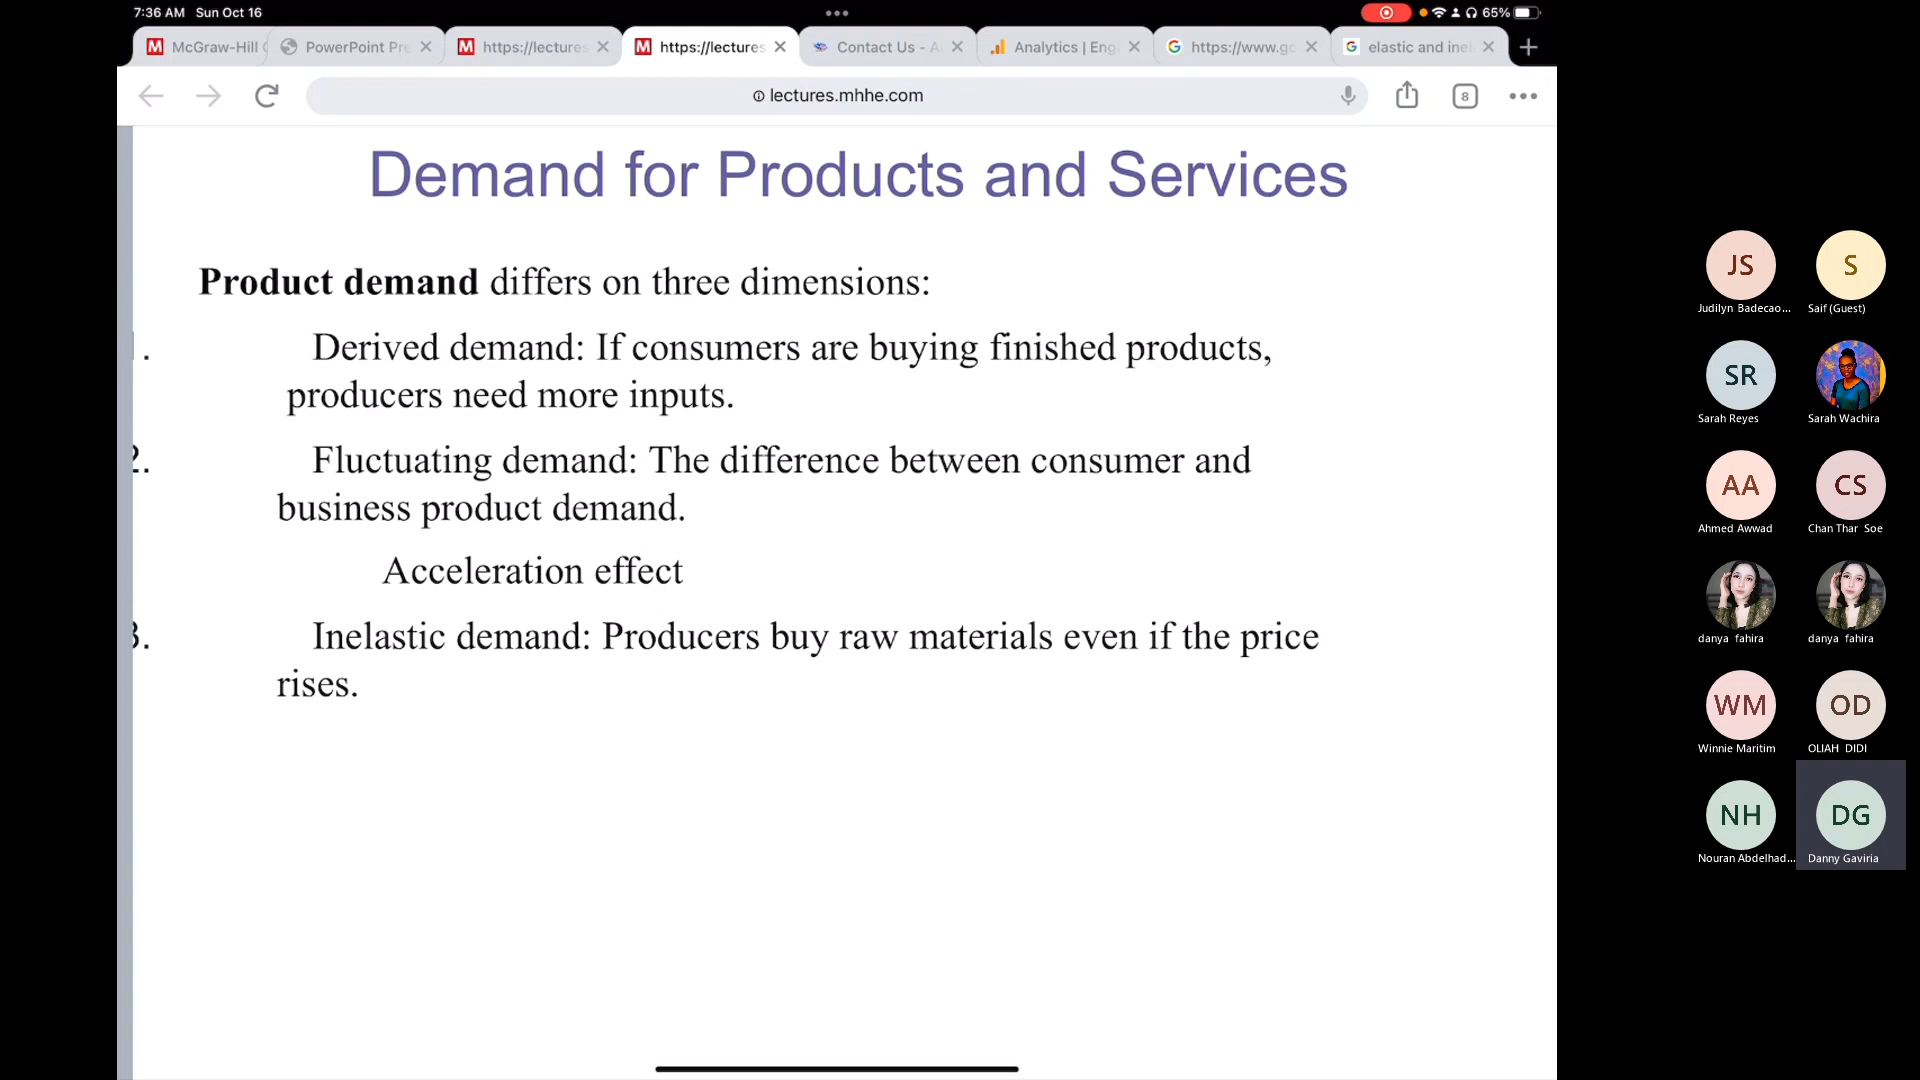 7:36 AM Sun Oct 16
65%
McGraw-Hill
PowerPoint Pre
https://lectures
https://lectures
Contact Us - A
Analytics | Eng
https://www.go
elastic and ine
lectures.mhhe.com
8
Demand for Products and Services
Product demand differs on three dimensions:
1. Derived demand: If consumers are buying finished products,
producers need more inputs.
2. Fluctuating demand: The difference between consumer and
business product demand.
Acceleration effect
3. Inelastic demand: Producers buy raw materials even if the price
rises.
JS
S
Judilyn Badecao...
Saif (Guest)
SR
Sarah Reyes
Sarah Wachira
AA
CS
Ahmed Awwad
Chan Thar Soe
danya fahira
danya fahira
WM
OD
Winnie Maritim
OLIAH DIDI
NH
DG
Nouran Abdelhad...
Danny Gaviria